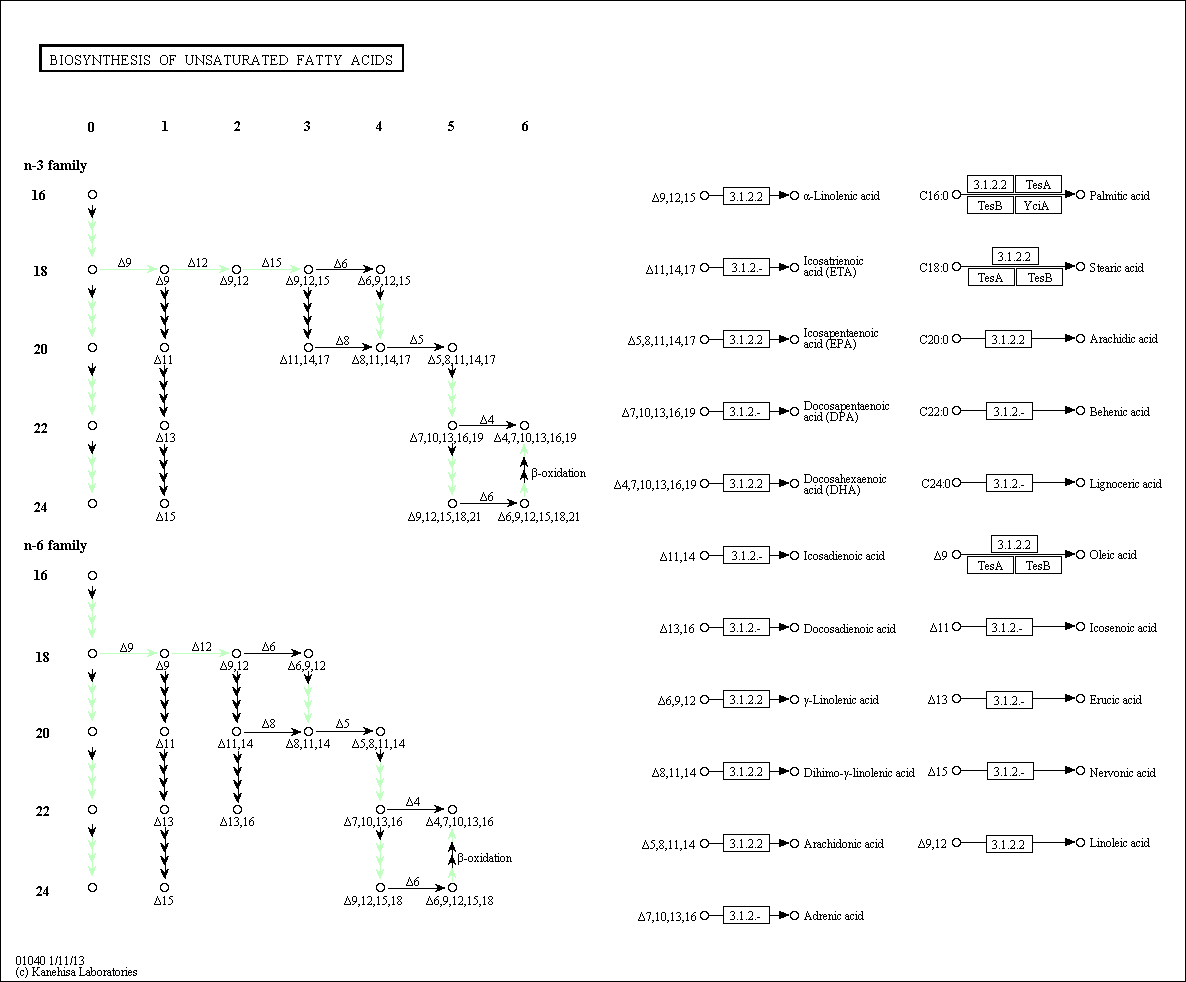 BIOSYNTHESIS OF UNSATURATED FATTY ACIDS
0 1 2 3 4 5 6
n-3 family
16
18
Δ9 Δ12 Δ15 Δ6
Δ9 Δ9,12 Δ9,12,15 Δ6,9,12,15
20
Δ8 Δ5
Δ11 Δ11,14,17 Δ8,11,14,17 Δ5,8,11,14,17
22
Δ4
Δ13 Δ7,10,13,16,19 Δ4,7,10,13,16,19
β-oxidation
24
Δ6
Δ15 Δ9,12,15,18,21 Δ6,9,12,15,18,21
n-6 family
16
18
Δ9 Δ12 Δ6
Δ9 Δ9,12 Δ6,9,12
20
Δ8 Δ5
Δ11 Δ11,14 Δ8,11,14 Δ5,8,11,14
22
Δ4
Δ13 Δ13,16 Δ7,10,13,16 Δ4,7,10,13,16
β-oxidation
24
Δ6
Δ15 Δ9,12,15,18 Δ6,9,12,15,18
Δ9,12,15 3.1.2.2 α-Linolenic acid
Δ11,14,17 3.1.2.- Icosatrienoic
acid (ETA)
Δ5,8,11,14,17 3.1.2.2 Icosapentaenoic
acid (EPA)
Δ7,10,13,16,19 3.1.2.- Docosapentaenoic
acid (DPA)
Δ4,7,10,13,16,19 3.1.2.2 Docosahexaenoic
acid (DHA)
Δ11,14 3.1.2.- Icosadienoic acid
Δ13,16 3.1.2.- Docosadienoic acid
Δ6,9,12 3.1.2.2 γ-Linolenic acid
Δ8,11,14 3.1.2.2 Dihimo-γ-linolenic acid
Δ5,8,11,14 3.1.2.2 Arachidonic acid
Δ7,10,13,16 3.1.2.- Adrenic acid
3.1.2.2 TesA
C16:0 Palmitic acid
TesB YciA
3.1.2.2
C18:0 Stearic acid
TesA TesB
C20:0 3.1.2.2 Arachidic acid
C22:0 3.1.2.- Behenic acid
C24:0 3.1.2.- Lignoceric acid
3.1.2.2
Δ9 Oleic acid
TesA TesB
Δ11 3.1.2.- Icosenoic acid
Δ13 3.1.2.- Erucic acid
Δ15 3.1.2.- Nervonic acid
Δ9,12 3.1.2.2 Linoleic acid
01040 1/11/13
(c) Kanehisa Laboratories